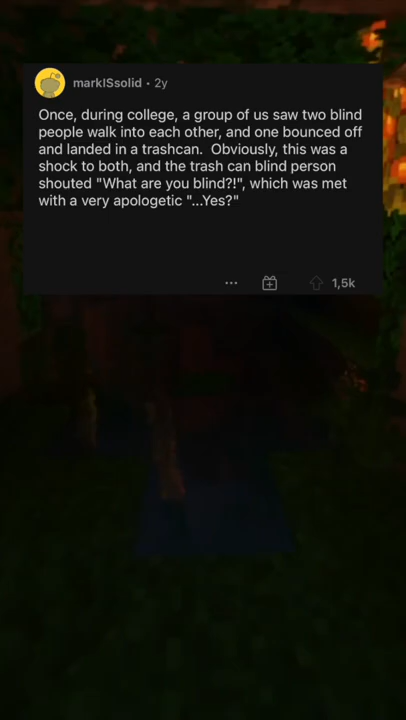 markISsolid • 2y
Once, during college, a group of us saw two blind
people walk into each other, and one bounced off
and landed in a trashcan.  Obviously, this was a
shock to both, and the trash can blind person
shouted "What are you blind?!", which was met
with a very apologetic "...Yes?"
1,5k